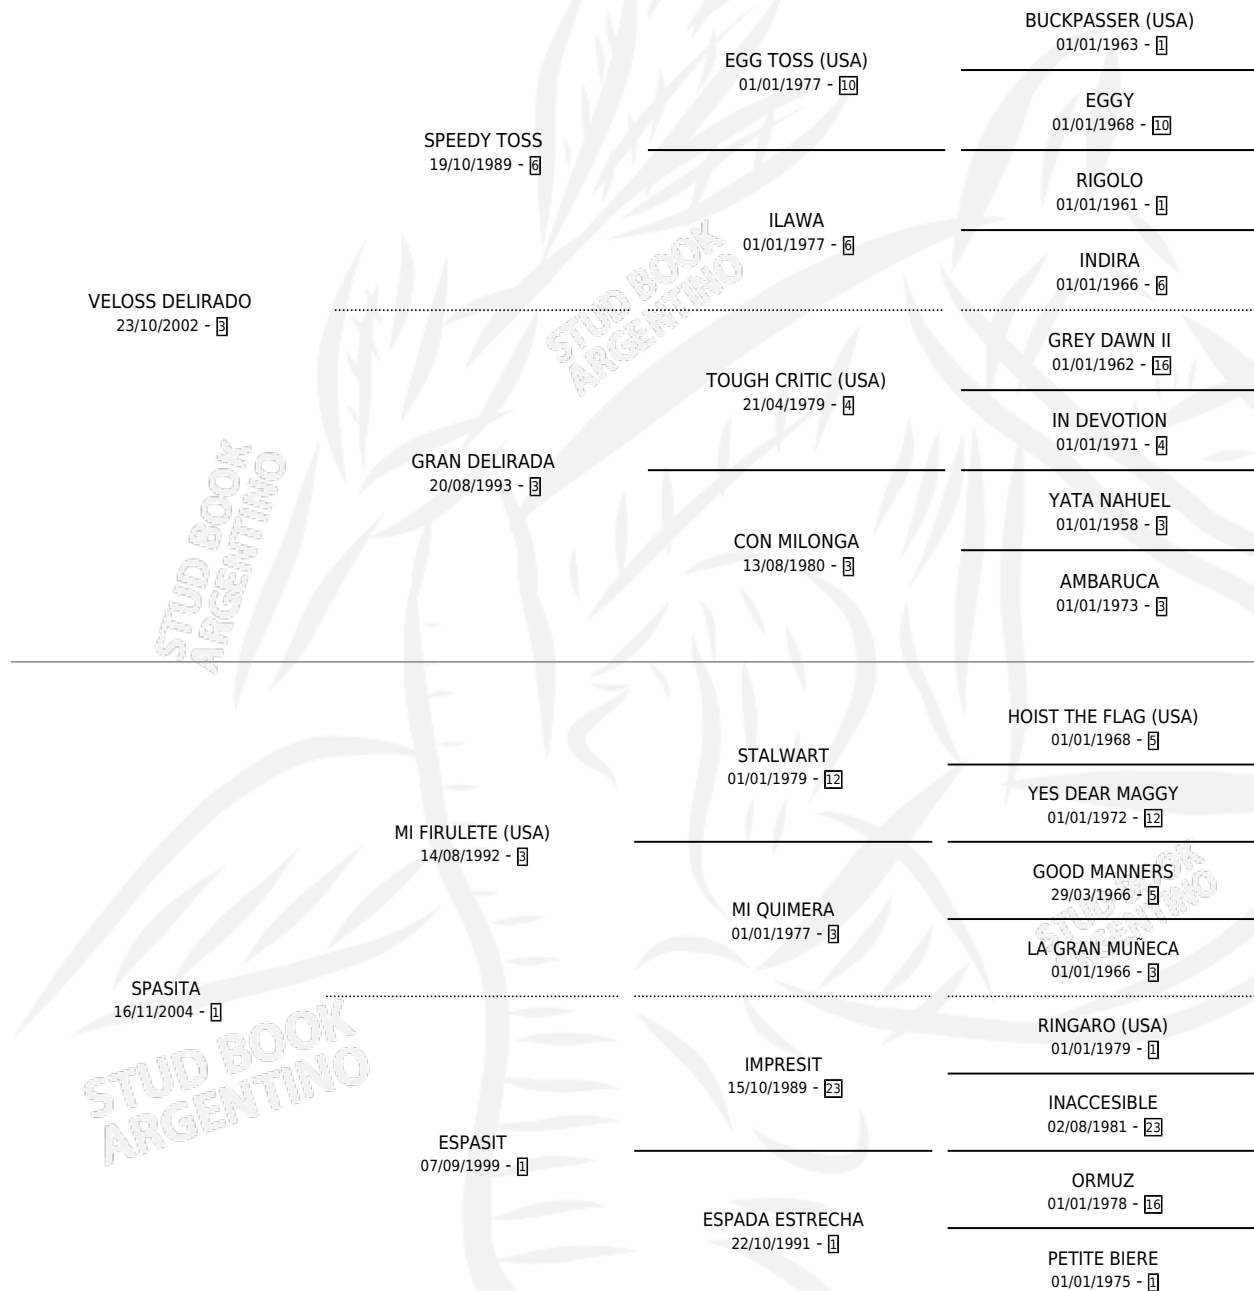 BUCKPASSER (USA)
01/01/1963 - 1
EGG TOSS (USA)
01/01/1977 - 10
EGGY
01/01/1968 - 10
SPEEDY TOSS
19/10/1989 - 6
RIGOLO
01/01/1961 - 1
ILAWA
01/01/1977 - 6
INDIRA
01/01/1966 - 6
VELOSS DELIRADO
23/10/2002 - 3
GREY DAWN II
01/01/1962 - 16
TOUGH CRITIC (USA)
21/04/1979 - 4
IN DEVOTION
01/01/1971 - 4
GRAN DELIRADA
20/08/1993 - 3
YATA NAHUEL
01/01/1958 - 3
CON MILONGA
13/08/1980 - 3
AMBARUCA
01/01/1973 - 3
HOIST THE FLAG (USA)
01/01/1968 - 5
STALWART
01/01/1979 - 12
YES DEAR MAGGY
01/01/1972 - 12
MI FIRULETE (USA)
14/08/1992 - 3
GOOD MANNERS
29/03/1966 - 5
MI QUIMERA
01/01/1977 - 3
LA GRAN MUÑECA
01/01/1966 - 3
SPASITA
16/11/2004 - 1
RINGARO (USA)
01/01/1979 - 1
IMPRESIT
15/10/1989 - 23
INACCESIBLE
02/08/1981 - 23
ESPASIT
07/09/1999 - 1
ORMUZ
01/01/1978 - 16
ESPADA ESTRECHA
22/10/1991 - 1
PETITE BIERE
01/01/1975 - 1
STUD BOOK
ARGENTINO
STUD BOOK
ARGENTINO
STUD BOOK
ARGENTINO
STUD BOOK
ARGENTINO